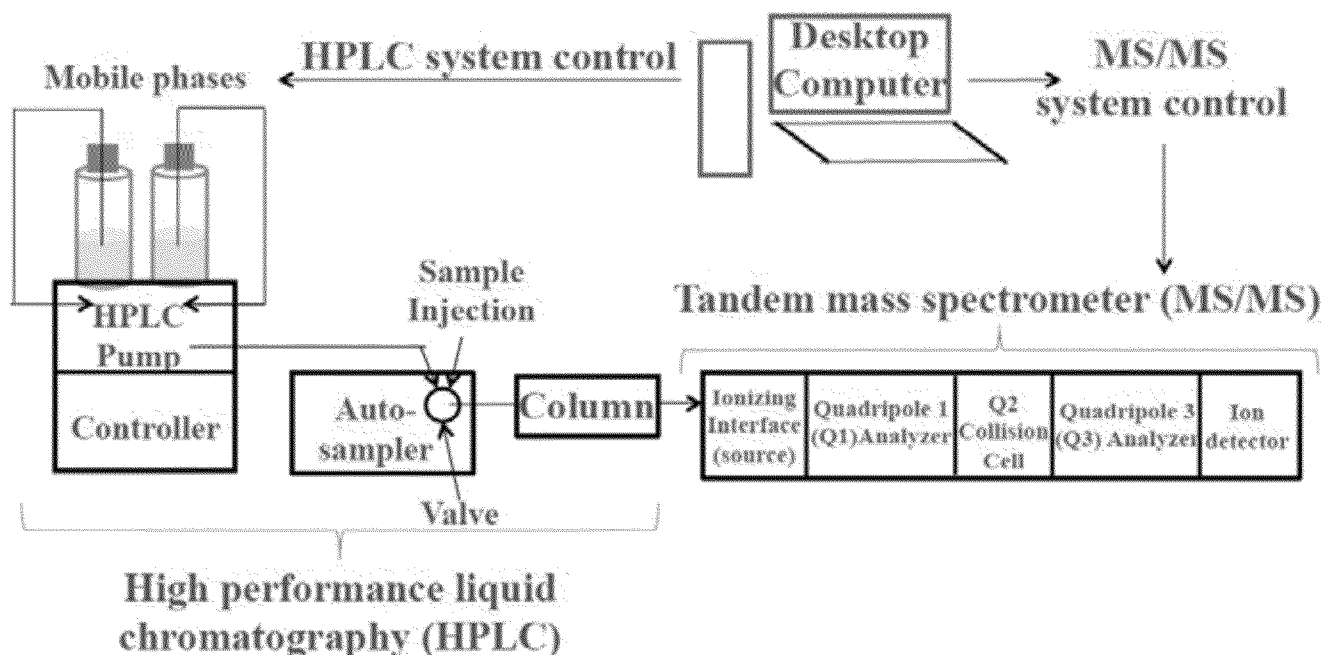 HPLC system control
Desktop
Computer
MS/MS
system control
Mobile phases
HPLC
Pump
Controller
Sample
Injection
Auto-
sampler
Valve
Column
Tandem mass spectrometer (MS/MS)
Ionizing
Interface
(source)
Quadripole 1
(Q1)Analyzer
Q2
Collision
Cell
Quadripole 3
(Q3) Analyzer
Ion
detector
High performance liquid
chromatography (HPLC)